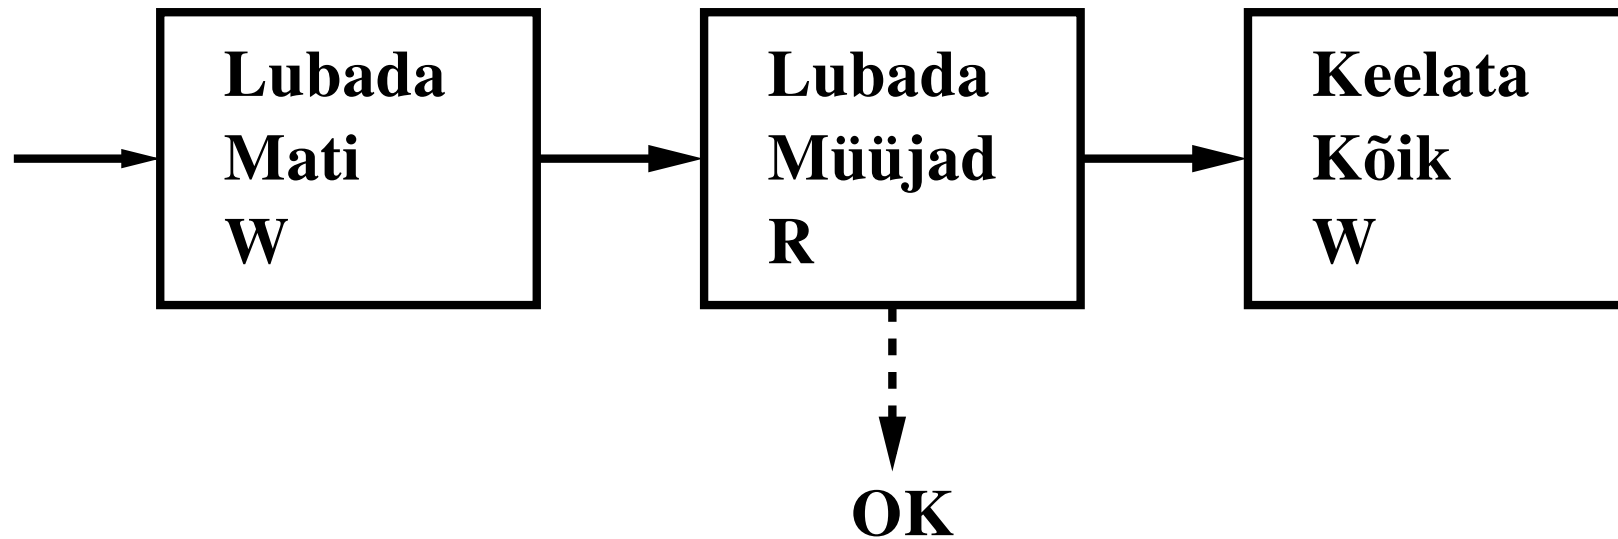 Lubada
Mati
W
Lubada
Müüjad
R
Keelata
Kõik
W
OK